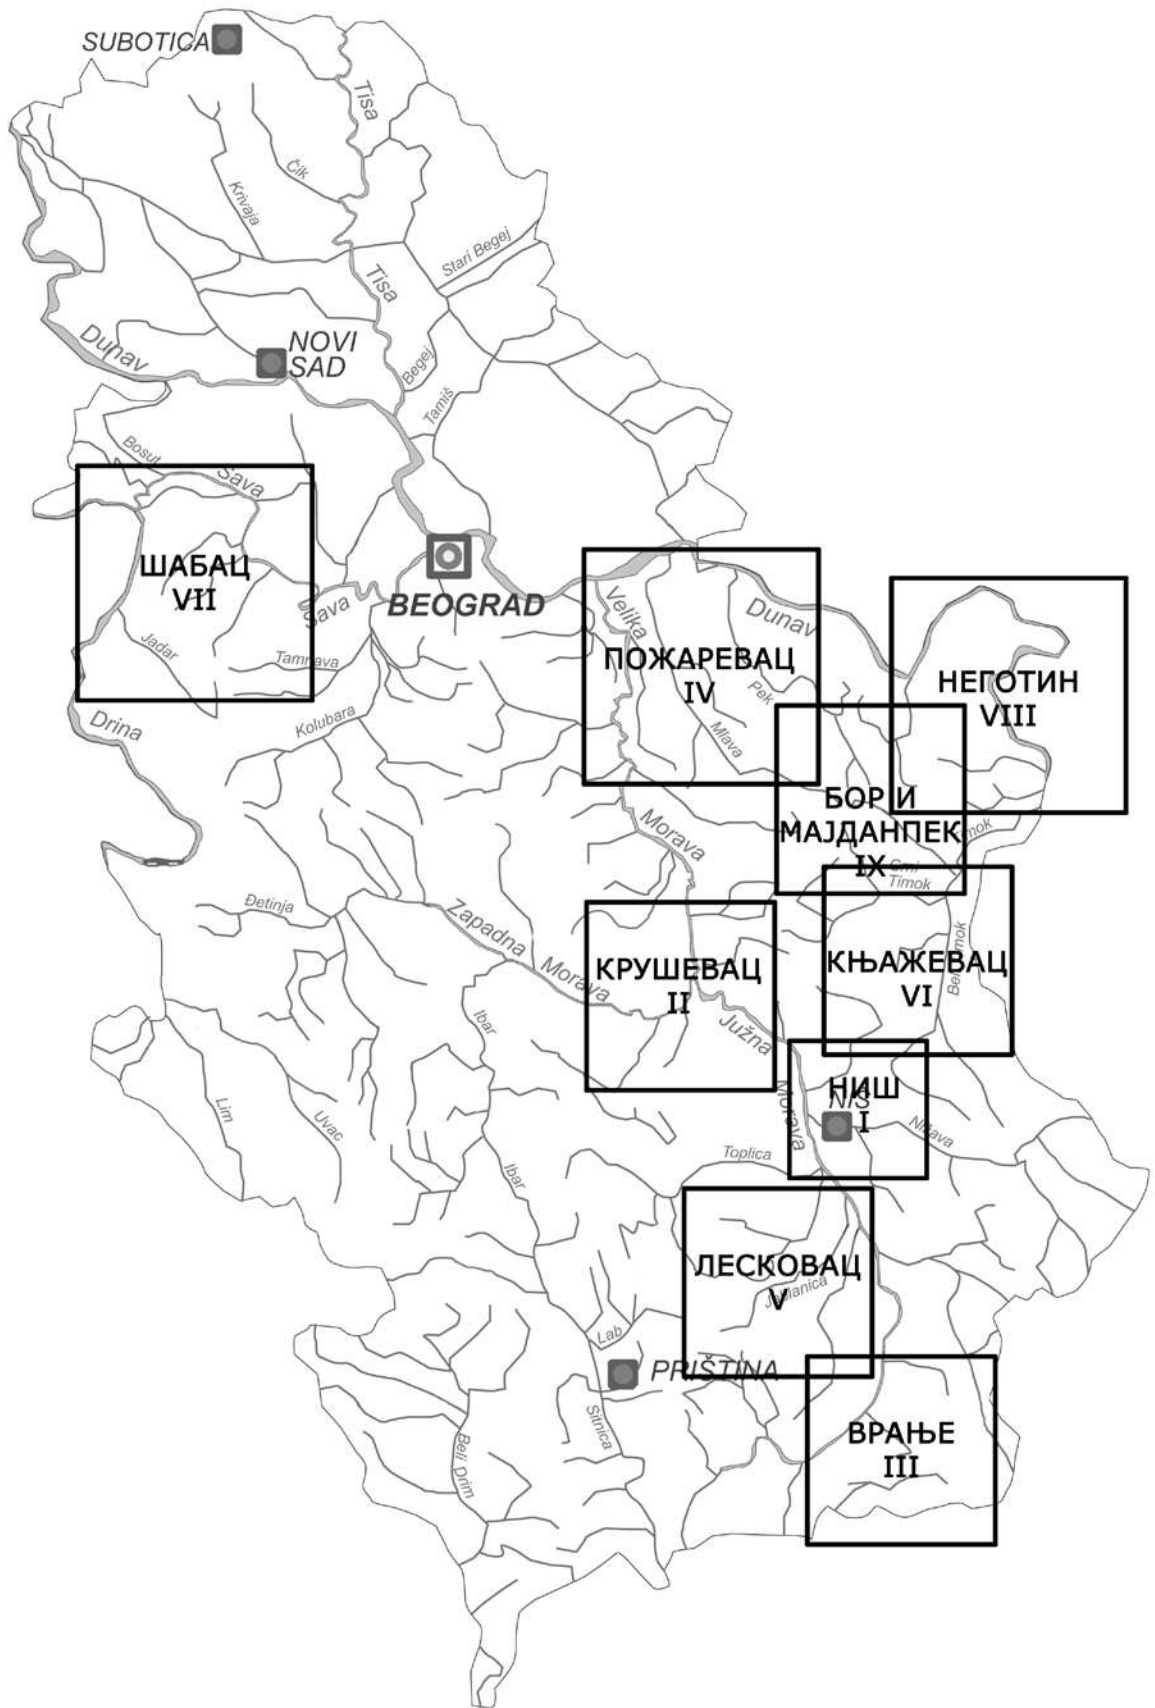 SUBOTICA
Tisa
Čik
Krivaja
Stari Begej
Tisa
Dunav
NOVI
SAD
Begej
Tamiš
Bosut
Sava
ШАБАЦ
VII
BEOGRAD
Sava
Velika
Dunav
Jadar
Tamnava
ПОЖАРЕВАЦ
IV
Pek
НЕГОТИН
VIII
Drina
Kolubara
Mlava
БОР И
МАЈДАНПЕК
IX
Timok
Crni
Timok
Morava
Đetinja
Zapadna
Morava
КРУШЕВАЦ
II
КЊАЖЕВАЦ
VI
Beli Timok
Ibar
Južna
Morava
НИШ
I
NIŠ
Nišava
Lim
Uvac
Ibar
Toplica
ЛЕСКОВАЦ
V
Jablanica
Lab
PRIŠTINA
Sitnica
Beli Drim
ВРАЊЕ
III